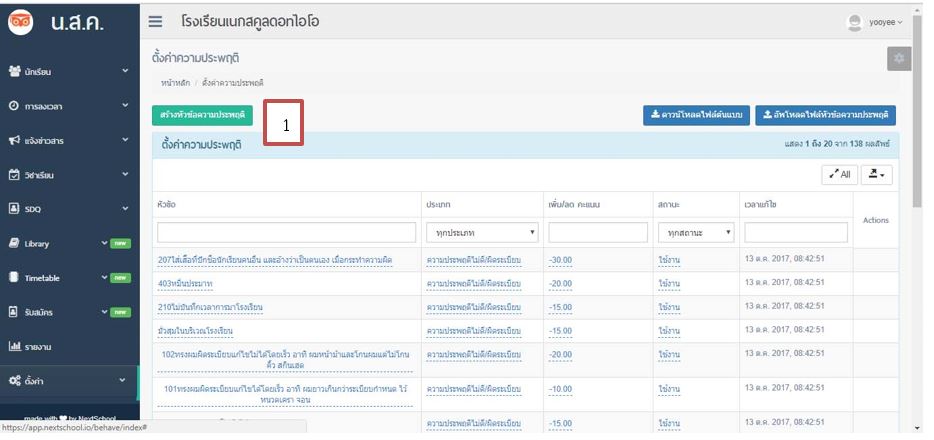 น.ส.ค.
โรงเรียนเนกสคูลดอทไอโอ
yooyee
ตั้งค่าความประพฤติ
หน้าหลัก / ตั้งค่าความประพฤติ
นักเรียน
การลงเวลา
แจ้งข่าวสาร
วิชาเรียน
SDQ
Library new
Timetable new
รับสมัคร new
รายงาน
ตั้งค่า
made with by NextSchool
สร้างหัวข้อความประพฤติ
1
ดาวน์โหลดไฟล์ต้นแบบ
อัพโหลดไฟล์หัวข้อความประพฤติ
ตั้งค่าความประพฤติ
แสดง 1 ถึง 20 จาก 138 ผลลัพธ์
All
หัวข้อ ประเภท เพิ่ม/ลด คะแนน สถานะ เวลาแก้ไข Actions
ทุกประเภท ทุกสถานะ
207ใส่เสื้อที่ปักชื่อนักเรียนคนอื่น และอ้างว่าเป็นตนเอง เมื่อกระทำความผิด ความประพฤติไม่ดี/ผิดระเบียบ -30.00 ใช้งาน 13 ต.ค. 2017, 08:42:51
403หมิ่นประมาท ความประพฤติไม่ดี/ผิดระเบียบ -20.00 ใช้งาน 13 ต.ค. 2017, 08:42:51
210ไม่บันทึกเวลาการมาโรงเรียน ความประพฤติไม่ดี/ผิดระเบียบ -15.00 ใช้งาน 13 ต.ค. 2017, 08:42:51
มั่วสุมในบริเวณโรงเรียน ความประพฤติไม่ดี/ผิดระเบียบ -15.00 ใช้งาน 13 ต.ค. 2017, 08:42:51
102ทรงผมผิดระเบียบแก้ไขไม่ได้โดยเร็ว อาทิ ผมหน้าม้าและโกนผมแต่ไม่โกน
คิ้ว สกินเฮด ความประพฤติไม่ดี/ผิดระเบียบ -20.00 ใช้งาน 13 ต.ค. 2017, 08:42:51
101ทรงผมผิดระเบียบแก้ไขได้โดยเร็ว อาทิ ผมยาวเกินกว่าระเบียบกำหนด ไว้
หนวดเครา จอน ความประพฤติไม่ดี/ผิดระเบียบ -10.00 ใช้งาน 13 ต.ค. 2017, 08:42:51
ความประพฤติไม่ดี/ผิดระเบียบ -15.00 ใช้งาน 13 ต.ค. 2017, 08:42:51
https://app.nextschool.io/behave/index#